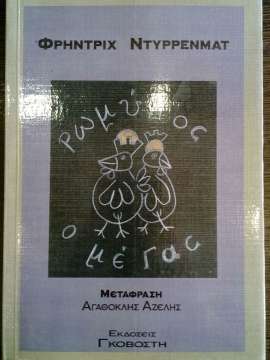 ΦΡΗΝΤΡΙΧ ΝΤΥΡΡΕΝΜΑΤ
Ρωμύλος
ο μέγας
ΜΕΤΑΦΡΑΣΗ
ΑΓΑΘΟΚΛΗΣ ΑΖΕΛΗΣ
ΕΚΔΟΣΕΙΣ
ΓΚΟΒΟΣΤΗ